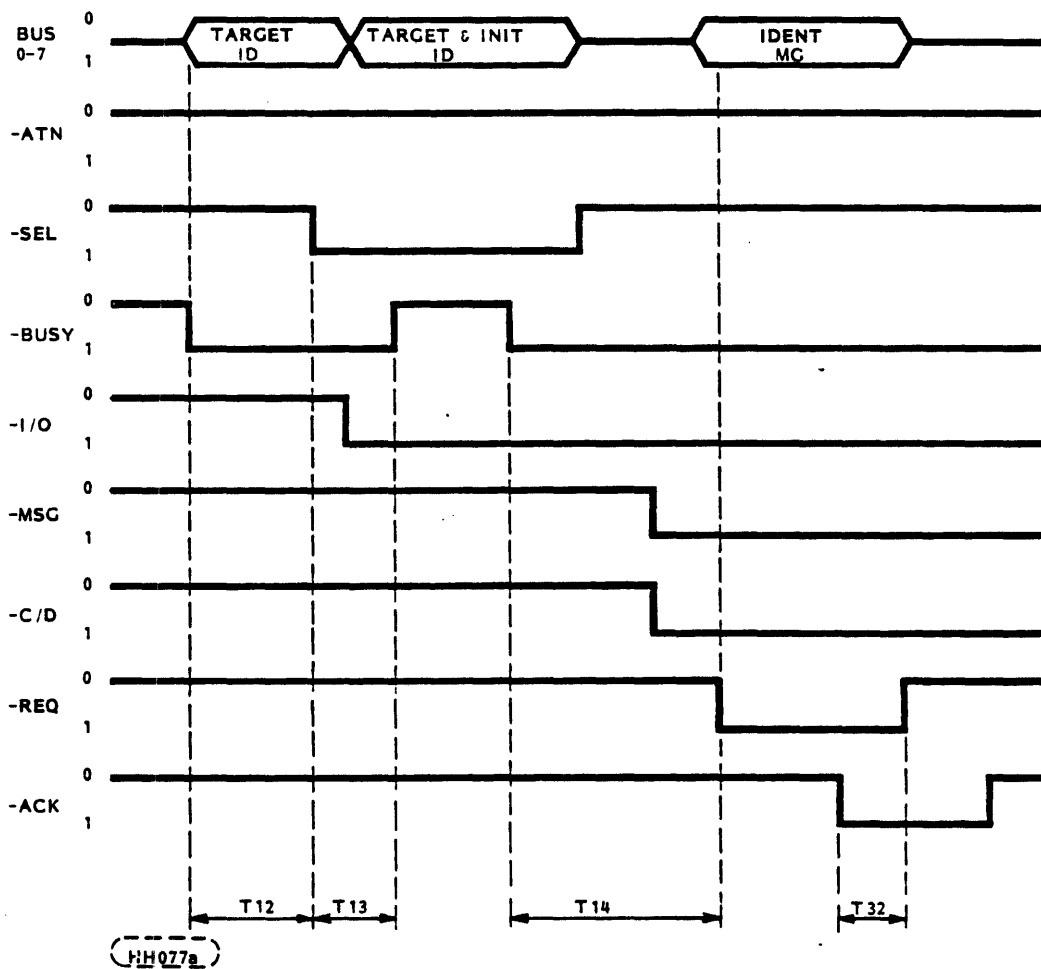 BUS
0-7
0
1
TARGET
ID
TARGET & INIT
ID
IDENT
MG
-ATN
0
1
-SEL
0
1
-BUSY
0
1
-I/O
0
1
-MSG
0
1
-C/D
0
1
-REQ
0
1
-ACK
0
1
T12
T13
T14
T32
HH077a